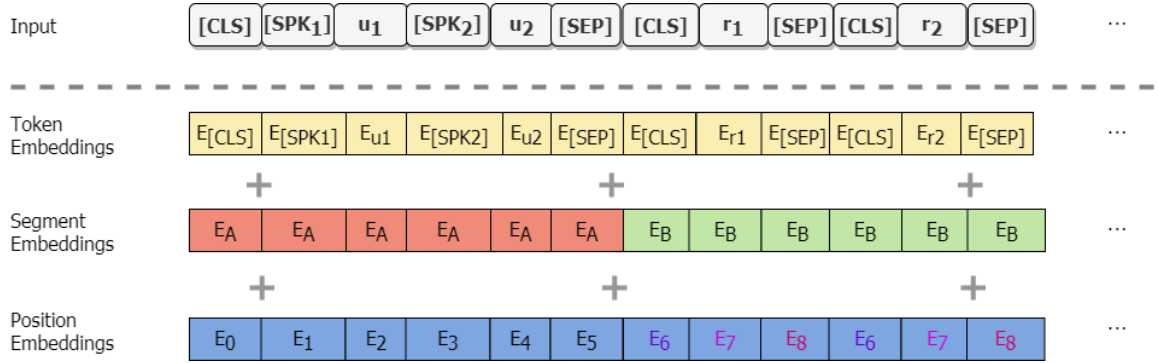 Input [CLS] [SPK1] u1 [SPK2] u2 [SEP] [CLS] r1 [SEP] [CLS] r2 [SEP] ...
Token
Embeddings E[CLS] E[SPK1] Eu1 E[SPK2] Eu2 E[SEP] E[CLS] Er1 E[SEP] E[CLS] Er2 E[SEP] ...
+ + +
Segment
Embeddings EA EA EA EA EA EA EB EB EB EB EB EB ...
+ + +
Position
Embeddings E0 E1 E2 E3 E4 E5 E6 E7 E8 E6 E7 E8 ...